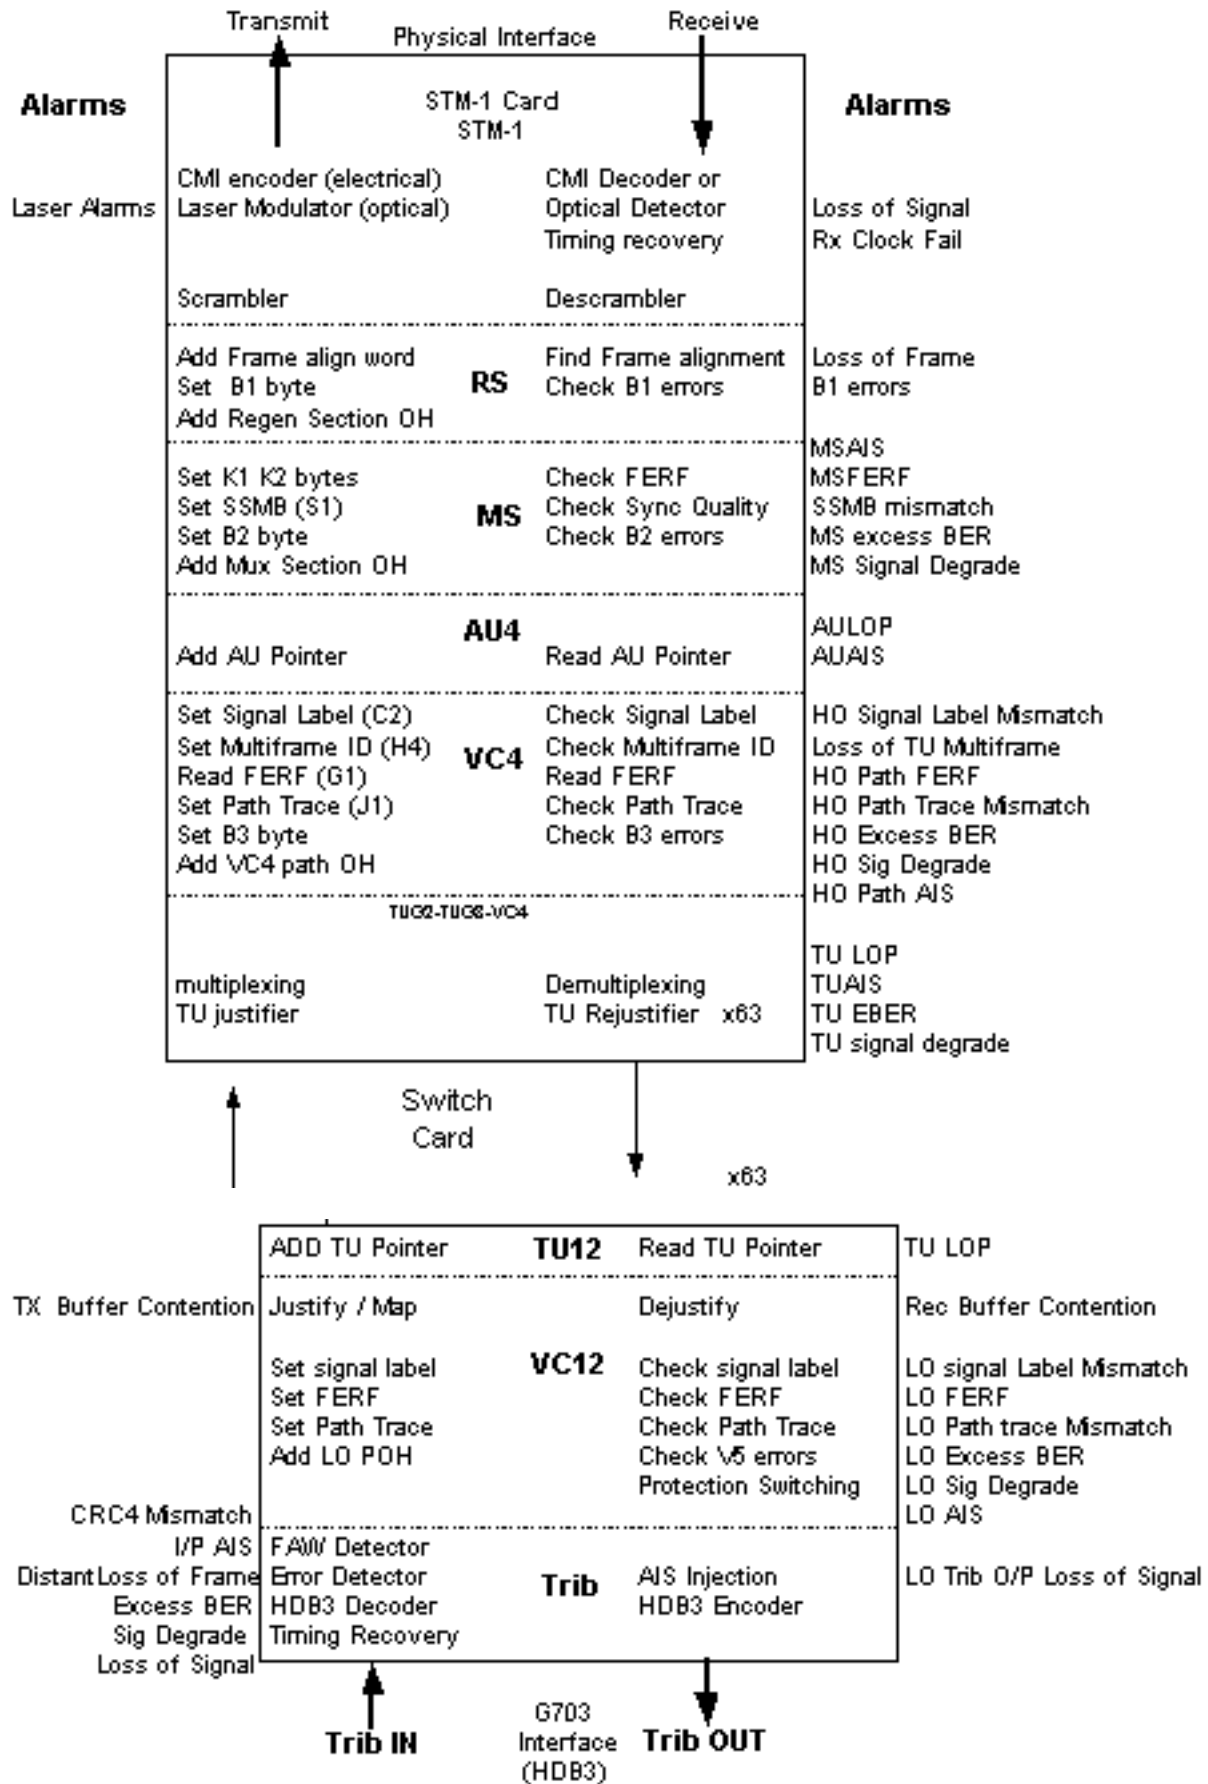 Transmit
Physical Interface
Receive
Alarms
STM-1 Card
STM-1
Alarms
CMI encoder (electrical)
CMI Decoder or
Laser Alarms
Laser Modulator (optical)
Optical Detector
Loss of Signal
Timing recovery
Rx Clock Fail
Scrambler
Descrambler
Add Frame align word
Find Frame alignment
Loss of Frame
Set B1 byte
RS
Check B1 errors
B1 errors
Add Regen Section OH
MSAIS
Set K1 K2 bytes
Check FERF
MSFERF
Set SSMB (S1)
MS
Check Sync Quality
SSMB mismatch
Set B2 byte
Check B2 errors
MS excess BER
Add Mux Section OH
MS Signal Degrade
AU4
AULOP
Add AU Pointer
Read AU Pointer
AUAIS
Set Signal Label (C2)
Check Signal Label
HO Signal Label Mismatch
Set Multiframe ID (H4)
VC4
Check Multiframe ID
Loss of TU Multiframe
Read FERF (G1)
Read FERF
HO Path FERF
Set Path Trace (J1)
Check Path Trace
HO Path Trace Mismatch
Set B3 byte
Check B3 errors
HO Excess BER
Add VC4 path OH
HO Sig Degrade
HO Path AIS
TUG2-TUG3-VC4
TU LOP
multiplexing
Demultiplexing
TUAIS
TU justifier
TU Rejustifier x63
TU EBER
TU signal degrade
Switch
Card
x63
ADD TU Pointer
TU12
Read TU Pointer
TU LOP
TX Buffer Contention
Justify / Map
Dejustify
Rec Buffer Contention
Set signal label
VC12
Check signal label
LO signal Label Mismatch
Set FERF
Check FERF
LO FERF
Set Path Trace
Check Path Trace
LO Path trace Mismatch
Add LO POH
Check V5 errors
LO Excess BER
Protection Switching
LO Sig Degrade
CRC4 Mismatch
LO AIS
I/P AIS
FAW Detector
DistantLoss of Frame
Error Detector
Trib
AIS Injection
LO Trib O/P Loss of Signal
Excess BER
HDB3 Decoder
HDB3 Encoder
Sig Degrade
Timing Recovery
Loss of Signal
Trib IN
G703
Interface
(HDB3)
Trib OUT